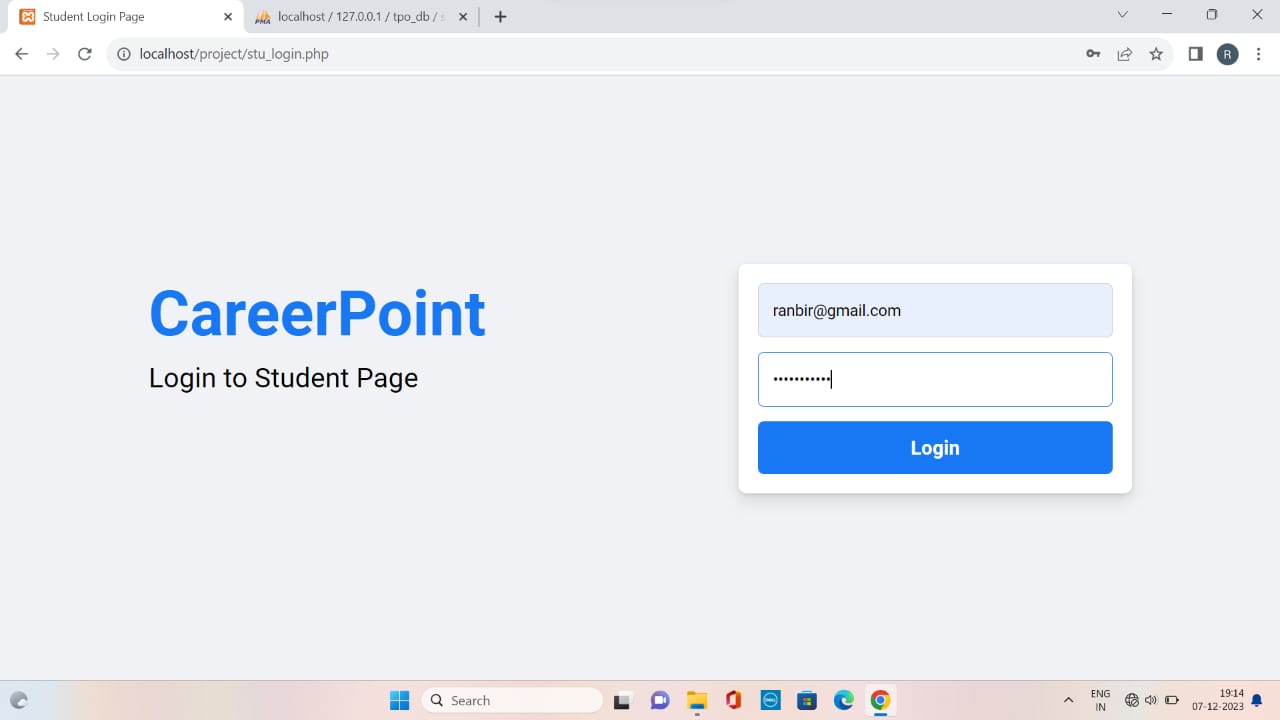 Student Login Page
localhost / 127.0.0.1 / tpo_db / s
localhost/project/stu_login.php
R
CareerPoint
Login to Student Page
ranbir@gmail.com
•••••••••••
Login
Search
ENG
IN
19:14
07-12-2023